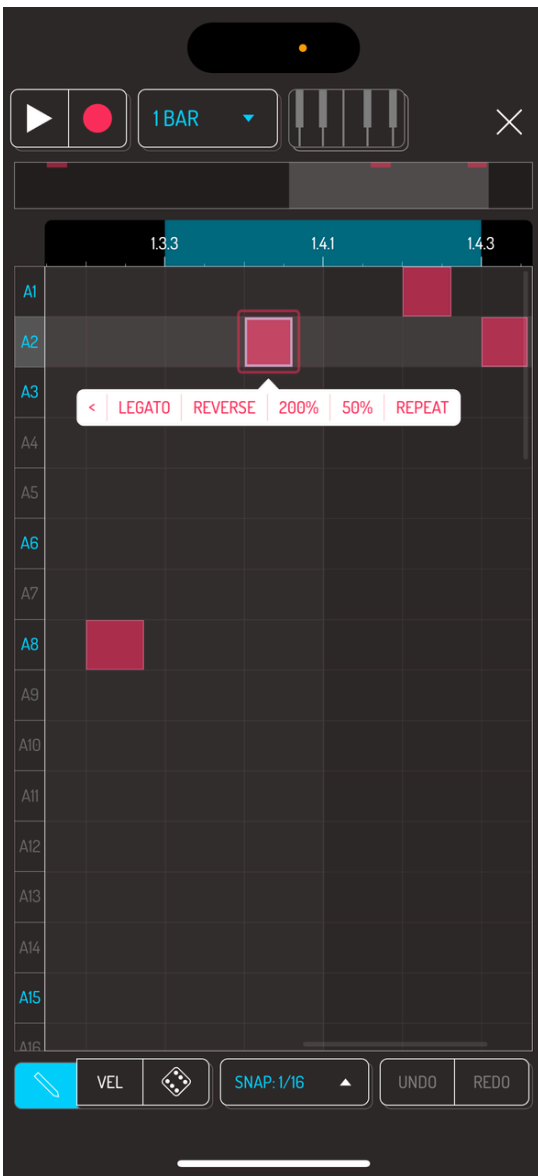 1 BAR
1.3.3 1.4.1 1.4.3
A1
A2
A3
< LEGATO REVERSE 200% 50% REPEAT
A4
A5
A6
A7
A8
A9
A10
A11
A12
A13
A14
A15
A16
VEL SNAP: 1/16 UNDO REDO